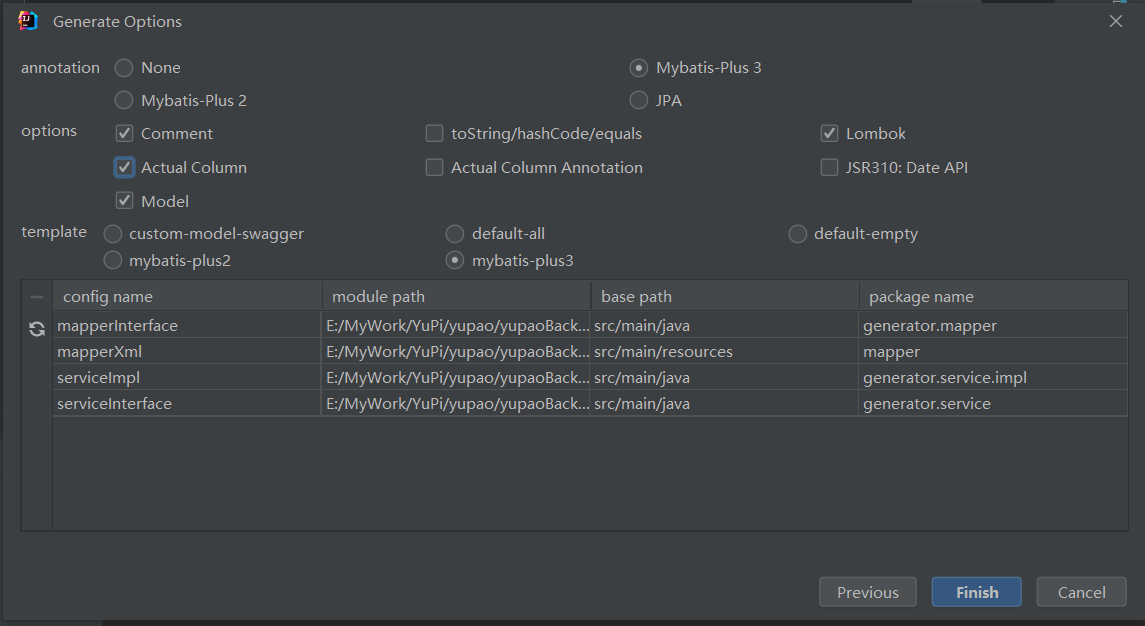 Generate Options
annotation None Mybatis-Plus 3
Mybatis-Plus 2 JPA
options Comment toString/hashCode/equals Lombok
Actual Column Actual Column Annotation JSR310: Date API
Model
template custom-model-swagger default-all default-empty
mybatis-plus2 mybatis-plus3
config name module path base path package name
mapperInterface E:/MyWork/YuPi/yupao/yupaoBack... src/main/java generator.mapper
mapperXml E:/MyWork/YuPi/yupao/yupaoBack... src/main/resources mapper
serviceImpl E:/MyWork/YuPi/yupao/yupaoBack... src/main/java generator.service.impl
serviceInterface E:/MyWork/YuPi/yupao/yupaoBack... src/main/java generator.service
Previous Finish Cancel